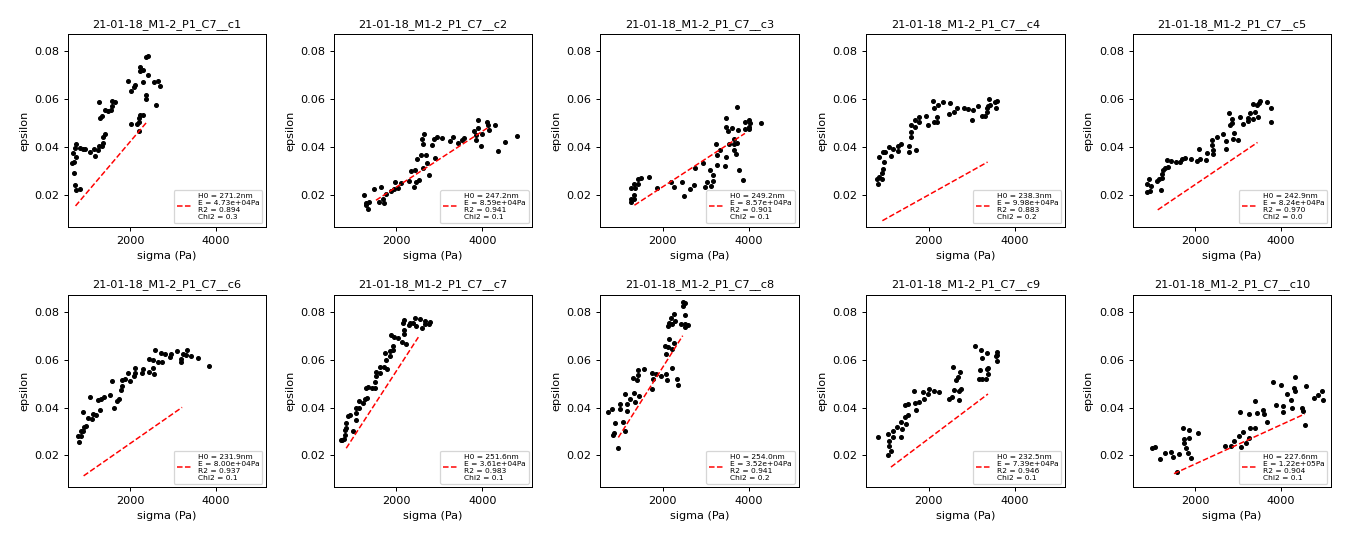 21-01-18_M1-2_P1_C7__c1
0.08
0.06
0.04
0.02
epsilon
2000
4000
sigma (Pa)
H0 = 271.2nm
E = 4.73e+04Pa
R2 = 0.894
Chi2 = 0.3
21-01-18_M1-2_P1_C7__c2
0.08
0.06
0.04
0.02
epsilon
2000
4000
sigma (Pa)
H0 = 247.2nm
E = 8.59e+04Pa
R2 = 0.941
Chi2 = 0.1
21-01-18_M1-2_P1_C7__c3
0.08
0.06
0.04
0.02
epsilon
2000
4000
sigma (Pa)
H0 = 249.2nm
E = 8.57e+04Pa
R2 = 0.901
Chi2 = 0.1
21-01-18_M1-2_P1_C7__c4
0.08
0.06
0.04
0.02
epsilon
2000
4000
sigma (Pa)
H0 = 238.3nm
E = 9.98e+04Pa
R2 = 0.883
Chi2 = 0.2
21-01-18_M1-2_P1_C7__c5
0.08
0.06
0.04
0.02
epsilon
2000
4000
sigma (Pa)
H0 = 242.9nm
E = 8.24e+04Pa
R2 = 0.970
Chi2 = 0.0
21-01-18_M1-2_P1_C7__c6
0.08
0.06
0.04
0.02
epsilon
2000
4000
sigma (Pa)
H0 = 231.9nm
E = 8.00e+04Pa
R2 = 0.937
Chi2 = 0.1
21-01-18_M1-2_P1_C7__c7
0.08
0.06
0.04
0.02
epsilon
2000
4000
sigma (Pa)
H0 = 251.6nm
E = 3.61e+04Pa
R2 = 0.983
Chi2 = 0.1
21-01-18_M1-2_P1_C7__c8
0.08
0.06
0.04
0.02
epsilon
2000
4000
sigma (Pa)
H0 = 254.0nm
E = 3.52e+04Pa
R2 = 0.941
Chi2 = 0.2
21-01-18_M1-2_P1_C7__c9
0.08
0.06
0.04
0.02
epsilon
2000
4000
sigma (Pa)
H0 = 232.5nm
E = 7.39e+04Pa
R2 = 0.946
Chi2 = 0.1
21-01-18_M1-2_P1_C7__c10
0.08
0.06
0.04
0.02
epsilon
2000
4000
sigma (Pa)
H0 = 227.6nm
E = 1.22e+05Pa
R2 = 0.904
Chi2 = 0.1